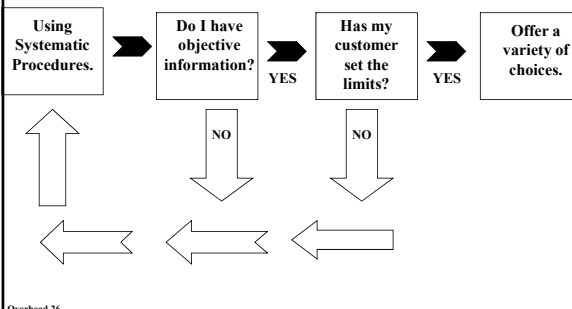 Using
Systematic
Procedures.
Do I have
objective
information?
YES
Has my
customer
set the
limits?
YES
Offer a
variety of
choices.
NO
NO
Overhead 26